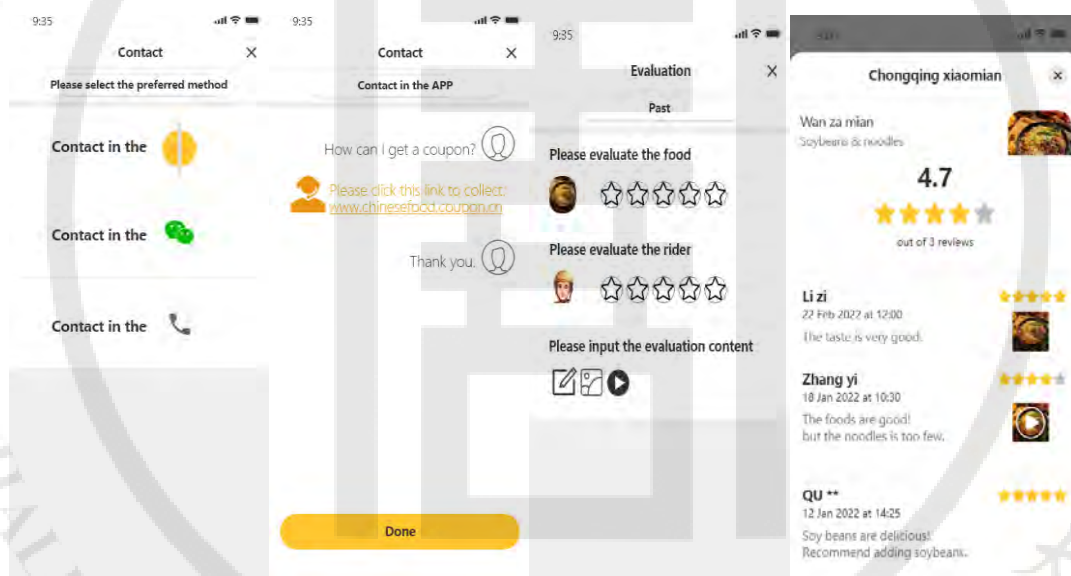 9:35
Contact
Please select the preferred method
Contact in the
Contact in the
Contact in the
9:35
Contact
Contact in the APP
How can I get a coupon?
Please click this link to collect:
www.chinesefood.coupon.cn
Thank you.
Done
9:35
Evaluation
Past
Please evaluate the food
Please evaluate the rider
Please input the evaluation content
Chongqing xiaomian
Wan za mian
Soybeans & noodles
4.7
out of 3 reviews
Li zi
22 Feb 2022 at 12:00
The taste is very good.
Zhang yi
18 Jan 2022 at 10:30
The foods are good!
but the noodles is too few.
QU **
12 Jan 2022 at 14:25
Soy beans are delicious!
Recommend adding soybeans.